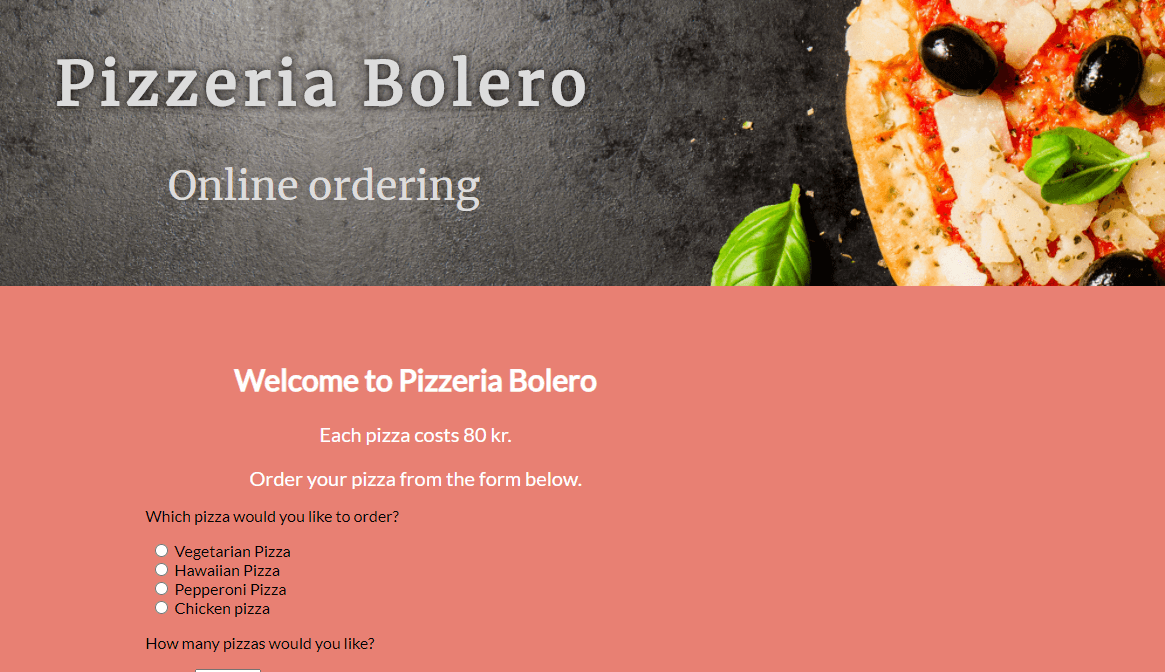 Pizzeria Bolero
Online ordering
Welcome to Pizzeria Bolero
Each pizza costs 80 kr.
Order your pizza from the form below.
Which pizza would you like to order?
Vegetarian Pizza
Hawaiian Pizza
Pepperoni Pizza
Chicken pizza
How many pizzas would you like?